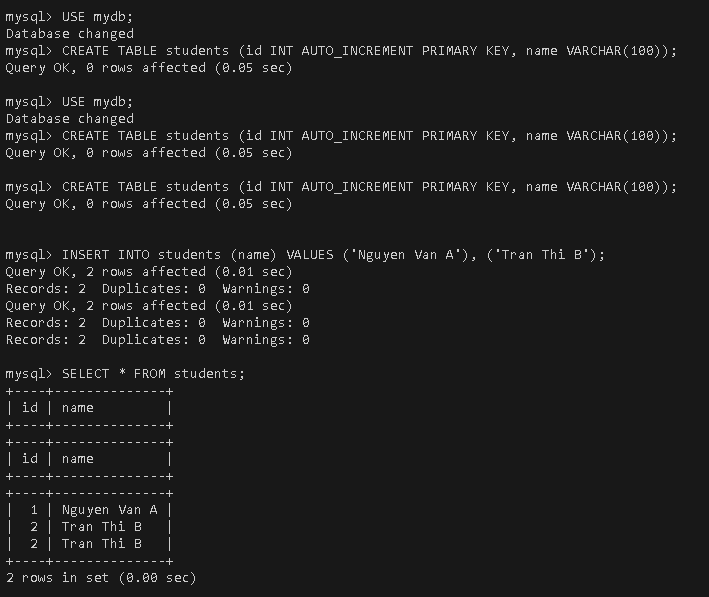 mysql> USE mydb;
Database changed
mysql> CREATE TABLE students (id INT AUTO_INCREMENT PRIMARY KEY, name VARCHAR(100));
Query OK, 0 rows affected (0.05 sec)
mysql> USE mydb;
Database changed
mysql> CREATE TABLE students (id INT AUTO_INCREMENT PRIMARY KEY, name VARCHAR(100));
Query OK, 0 rows affected (0.05 sec)
mysql> CREATE TABLE students (id INT AUTO_INCREMENT PRIMARY KEY, name VARCHAR(100));
Query OK, 0 rows affected (0.05 sec)
mysql> INSERT INTO students (name) VALUES ('Nguyen Van A'), ('Tran Thi B');
Query OK, 2 rows affected (0.01 sec)
Records: 2  Duplicates: 0  Warnings: 0
Query OK, 2 rows affected (0.01 sec)
Records: 2  Duplicates: 0  Warnings: 0
Records: 2  Duplicates: 0  Warnings: 0
mysql> SELECT * FROM students;
+----+--------------+
| id | name         |
+----+--------------+
+----+--------------+
| id | name         |
+----+--------------+
+----+--------------+
|  1 | Nguyen Van A |
|  2 | Tran Thi B   |
|  2 | Tran Thi B   |
+----+--------------+
2 rows in set (0.00 sec)